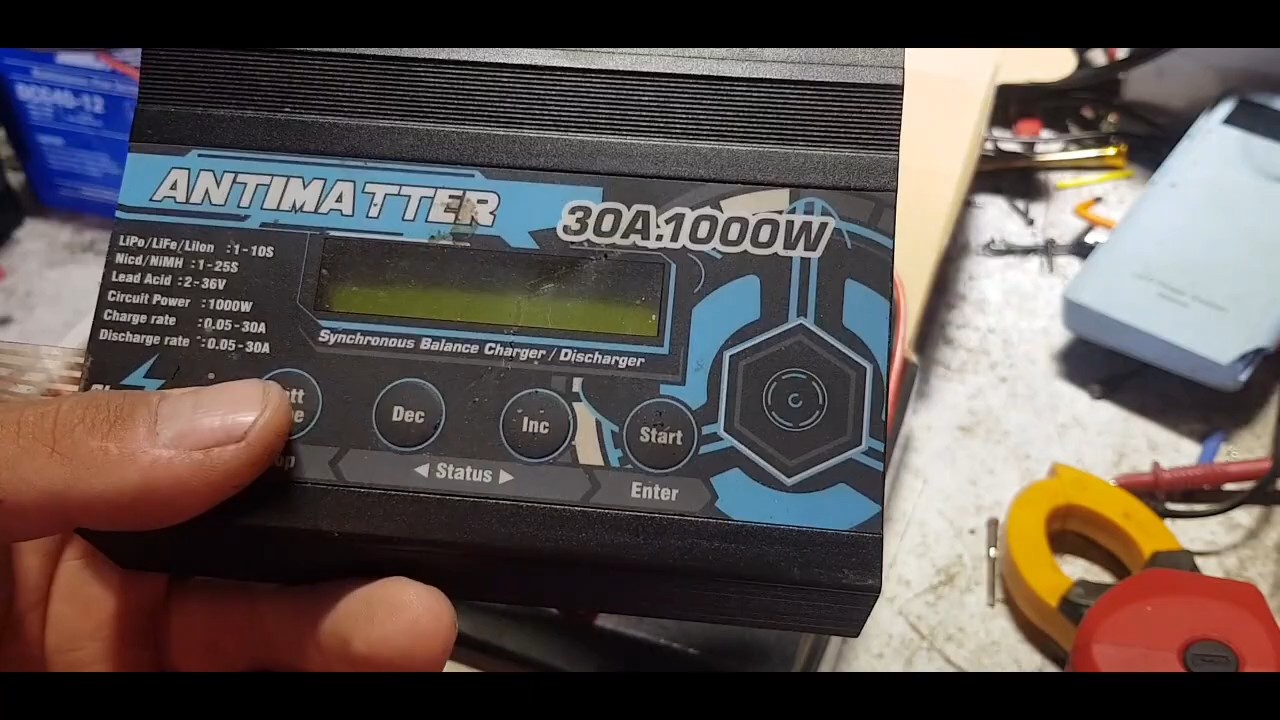 ANTIMATTER
30A.1000W
LiPo/LiFe/LiIon :1-10S
Nicd/NiMH :1-25S
Lead Acid :2-36V
Circuit Power :1000W
Charge rate :0.05-30A
Discharge rate :0.05-30A
Synchronous Balance Charger / Discharger
Dec
Inc
Start
◄ Status ►
Enter